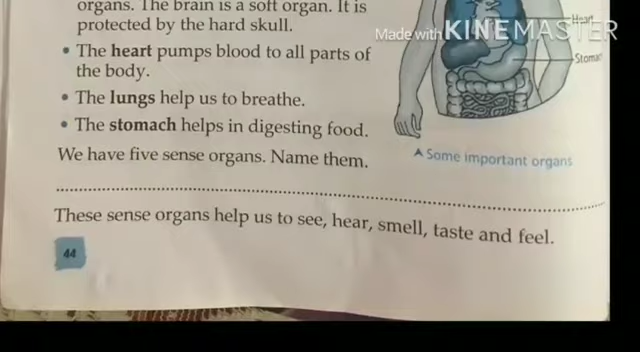 organs. The brain is a soft organ. It is
protected by the hard skull.
• The heart pumps blood to all parts of
the body.
• The lungs help us to breathe.
• The stomach helps in digesting food.
We have five sense organs. Name them.
These sense organs help us to see, hear, smell, taste and feel.
44
Made with KINEMASTER
Heart
Stomach
▲ Some important organs